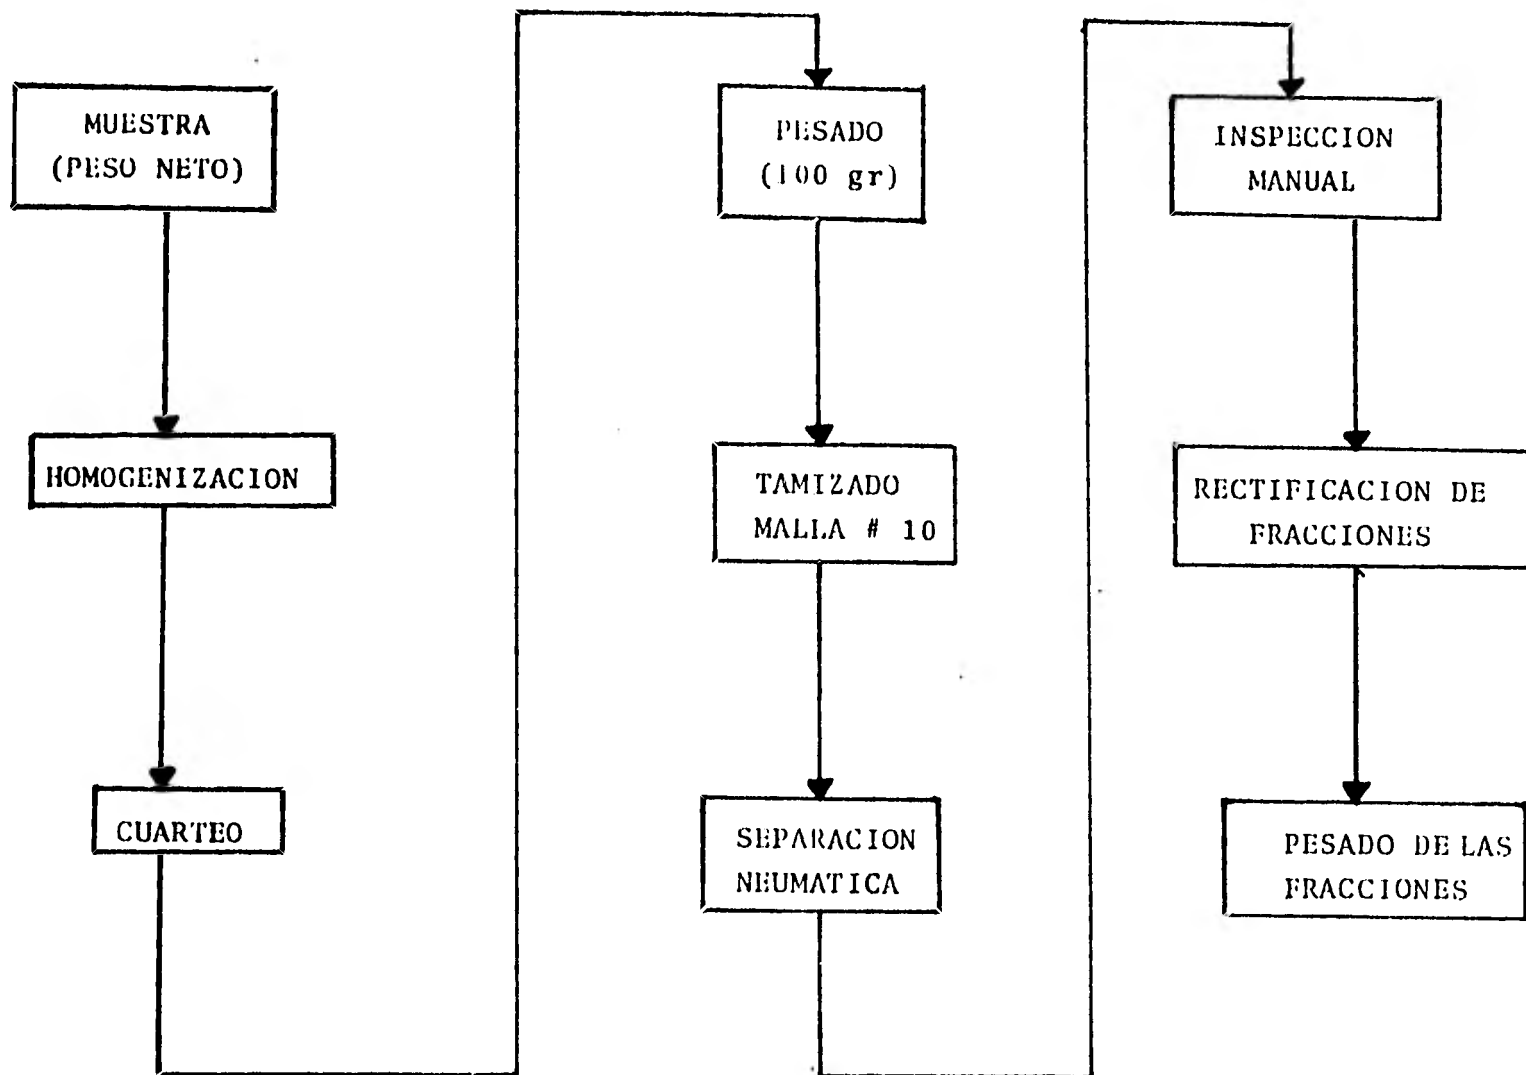 MUESTRA
(PESO NETO)
HOMOGENIZACION
CUARTEO
PESADO
(100 gr)
TAMIZADO
MALLA # 10
SEPARACION
NEUMATICA
INSPECCION
MANUAL
RECTIFICACION DE
FRACCIONES
PESADO DE LAS
FRACCIONES